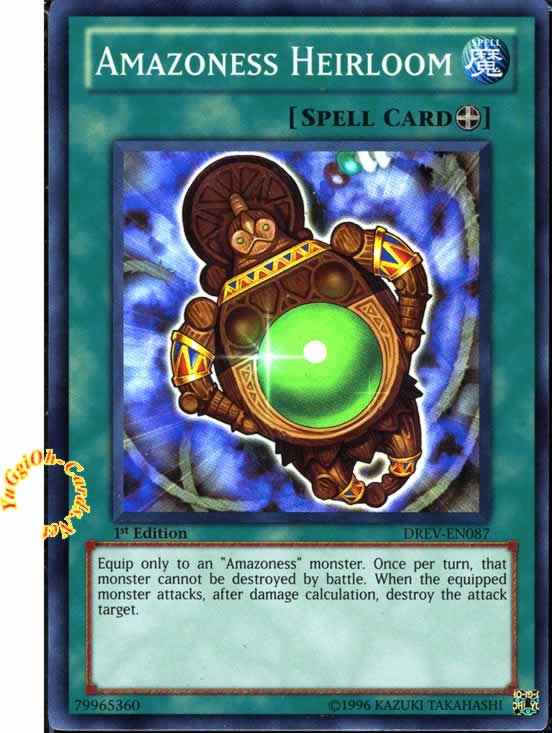 AMAZONESS HEIRLOOM
SPELL
魔
[SPELL CARD]
1st Edition
DREV-EN087
Equip only to an "Amazoness" monster. Once per turn, that
monster cannot be destroyed by battle. When the equipped
monster attacks, after damage calculation, destroy the attack
target.
79965360
©1996 KAZUKI TAKAHASHI
YuGgiOh-Cards.Net